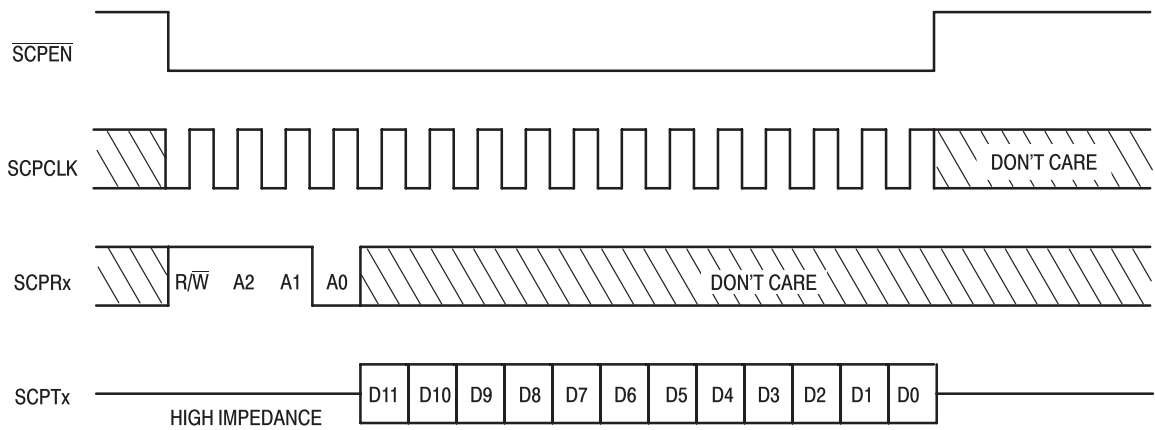 S̅C̅P̅E̅N̅
SCPCLK
DON'T CARE
SCPRx
R/W̅ A2 A1 A0
DON'T CARE
SCPTx
D11 D10 D9 D8 D7 D6 D5 D4 D3 D2 D1 D0
HIGH IMPEDANCE